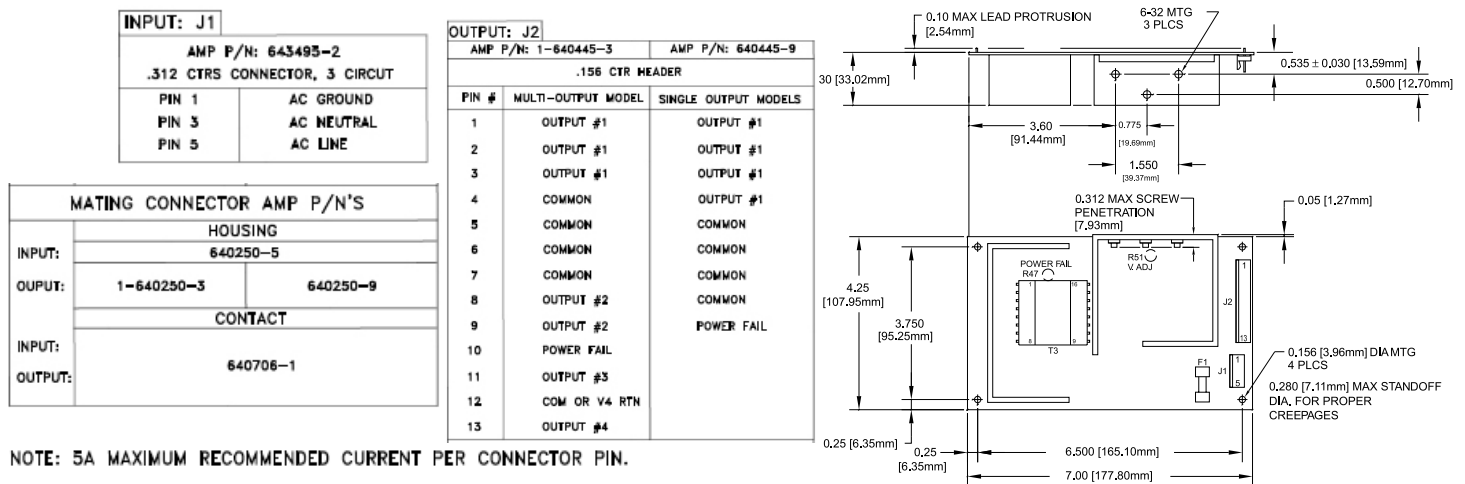 INPUT: J1
AMP P/N: 643495-2
.312 CTRS CONNECTOR, 3 CIRCUT
PIN 1 AC GROUND
PIN 3 AC NEUTRAL
PIN 5 AC LINE
MATING CONNECTOR AMP P/N'S
HOUSING
INPUT: 640250-5
OUPUT: 1-640250-3 640250-9
CONTACT
INPUT:
640706-1
OUTPUT:
OUTPUT: J2
AMP P/N: 1-640445-3 AMP P/N: 640445-9
.156 CTR HEADER
PIN # MULTI-OUTPUT MODEL SINGLE OUTPUT MODELS
1 OUTPUT #1 OUTPUT #1
2 OUTPUT #1 OUTPUT #1
3 OUTPUT #1 OUTPUT #1
4 COMMON OUTPUT #1
5 COMMON COMMON
6 COMMON COMMON
7 COMMON COMMON
8 OUTPUT #2 COMMON
9 OUTPUT #2 POWER FAIL
10 POWER FAIL
11 OUTPUT #3
12 COM OR V4 RTN
13 OUTPUT #4
NOTE: 5A MAXIMUM RECOMMENDED CURRENT PER CONNECTOR PIN.
0.10 MAX LEAD PROTRUSION
[2.54mm]
6-32 MTG
3 PLCS
30 [33.02mm]
0.535 ± 0.030 [13.59mm]
0.500 [12.70mm]
3.60
[91.44mm]
0.775
[19.69mm]
1.550
[39.37mm]
0.312 MAX SCREW
PENETRATION
[7.93mm]
0.05 [1.27mm]
POWER FAIL
R47
R51
V. ADJ
1 16
8 9
T3
4.25
[107.95mm]
3.750
[95.25mm]
1
J2
13
F1
J1
1
5
0.156 [3.96mm] DIA MTG
4 PLCS
0.280 [7.11mm] MAX STANDOFF
DIA. FOR PROPER
CREEPAGES
0.25 [6.35mm]
0.25
[6.35mm]
6.500 [165.10mm]
7.00 [177.80mm]